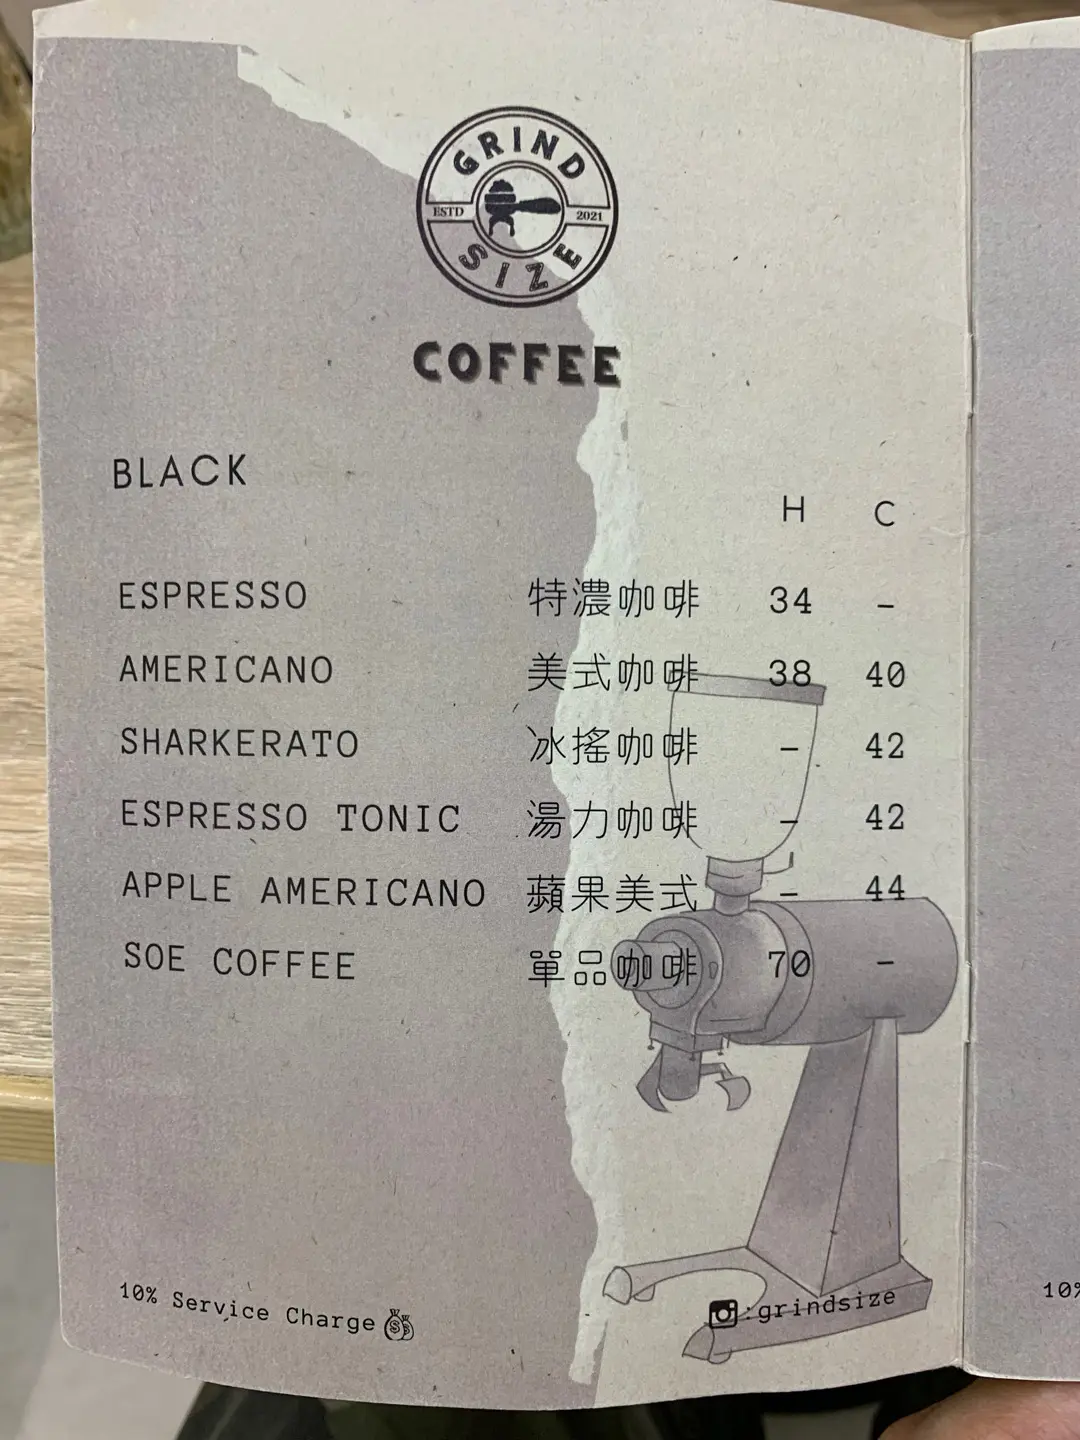 GRIND
ESTD 2021
SIZE
COFFEE
BLACK
H C
ESPRESSO 特濃咖啡 34 –
AMERICANO 美式咖啡 38 40
SHARKERATO 冰搖咖啡 – 42
ESPRESSO TONIC 湯力咖啡 – 42
APPLE AMERICANO 蘋果美式 – 44
SOE COFFEE 單品咖啡 70 –
10% Service Charge
:grindsize
10%